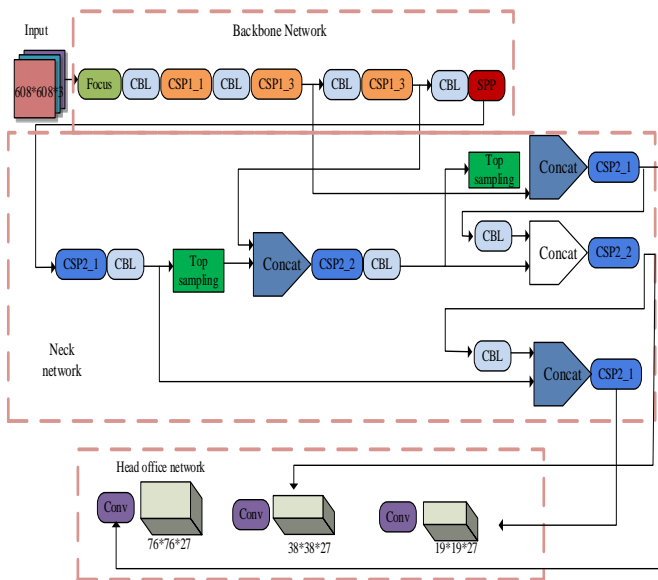 Input
Backbone Network
608*608*3
Focus
CBL
CSP1_1
CBL
CSP1_3
CBL
CSP1_3
CBL
SPP
Top
sampling
Concat
CSP2_1
CBL
Concat
CSP2_2
CSP2_1
CBL
Top
sampling
Concat
CSP2_2
CBL
CBL
Concat
CSP2_1
Neck
network
Head office network
Conv
76*76*27
Conv
38*38*27
Conv
19*19*27